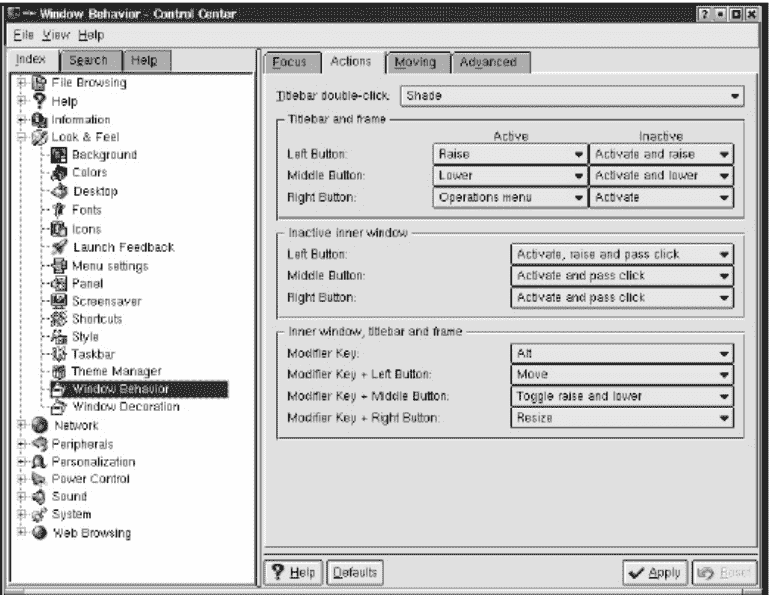 Window Behavior - Control Center
File View Help
Index Search Help
File Browsing
Help
Information
Look & Feel
Background
Colors
Desktop
Fonts
Icons
Launch Feedback
Menu settings
Panel
Screensaver
Shortcuts
Style
Taskbar
Theme Manager
Window Behavior
Window Decoration
Network
Peripherals
Personalization
Power Control
Sound
System
Web Browsing
Focus Actions Moving Advanced
Titlebar double-click: Shade
Titlebar and frame
Active Inactive
Left Button: Raise Activate and raise
Middle Button: Lower Activate and lower
Right Button: Operations menu Activate
Inactive inner window
Left Button: Activate, raise and pass click
Middle Button: Activate and pass click
Right Button: Activate and pass click
Inner window, titlebar and frame
Modifier Key: Alt
Modifier Key + Left Button: Move
Modifier Key + Middle Button: Toggle raise and lower
Modifier Key + Right Button: Resize
? Help Defaults Apply Reset